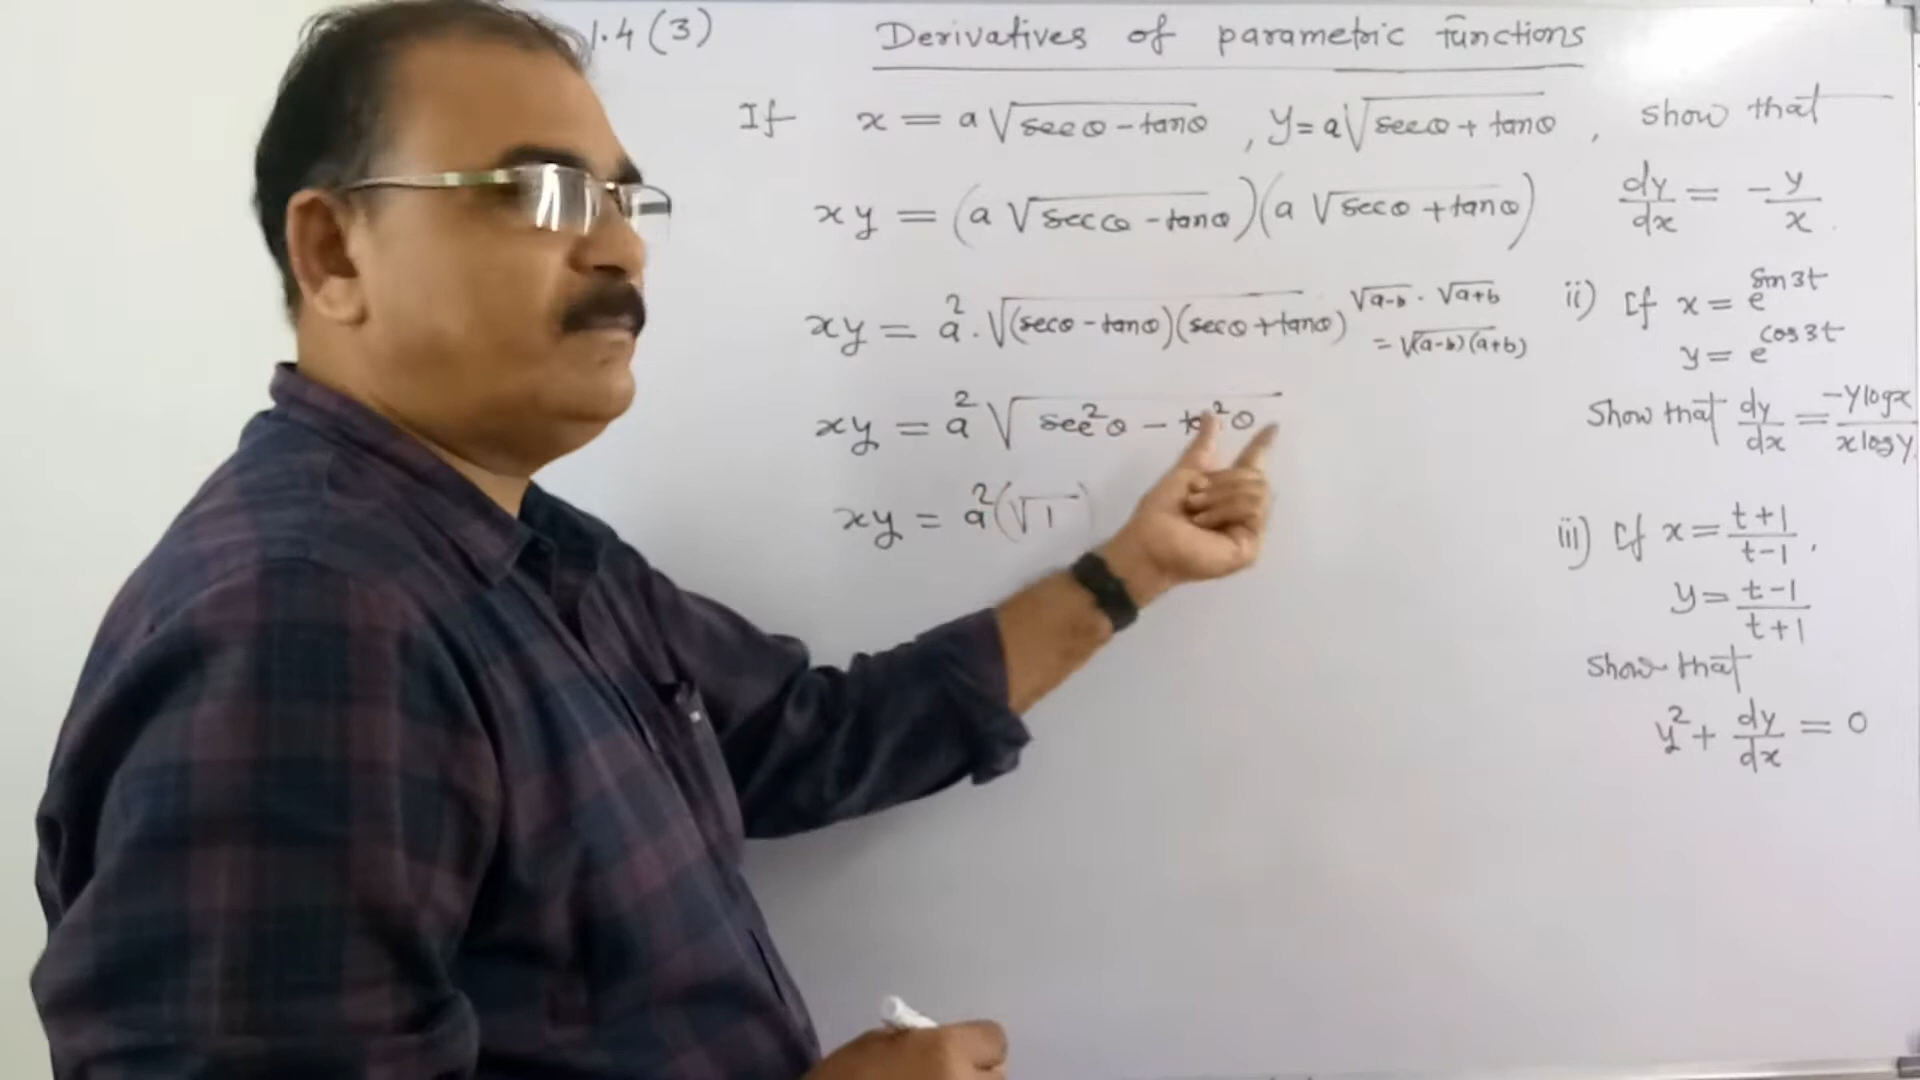 1.4 (3)
Derivatives of parametric functions
If x = a√(secθ - tanθ) , y = a√(secθ + tanθ) , show that
dy/dx = -y/x .
xy = (a √(secθ - tanθ))(a √(secθ + tanθ))
xy = a² . √((secθ - tanθ)(secθ + tanθ))
√(a-b) . √(a+b)
= √((a-b)(a+b))
xy = a² √(sec²θ - tan²θ)
xy = a²(√1)
ii) If x = e^(sin3t)
y = e^(cos3t)
Show that dy/dx = -y logx / x logy.
iii) If x = (t+1)/(t-1) ,
y = (t-1)/(t+1)
show that
y² + dy/dx = 0